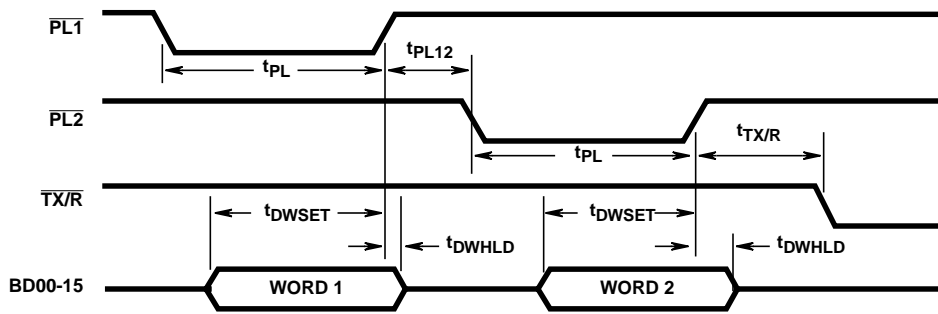 PL1
tPL
tPL12
PL2
tPL
tTX/R
TX/R
tDWSET
tDWSET
tDWHLD
tDWHLD
BD00-15
WORD 1
WORD 2